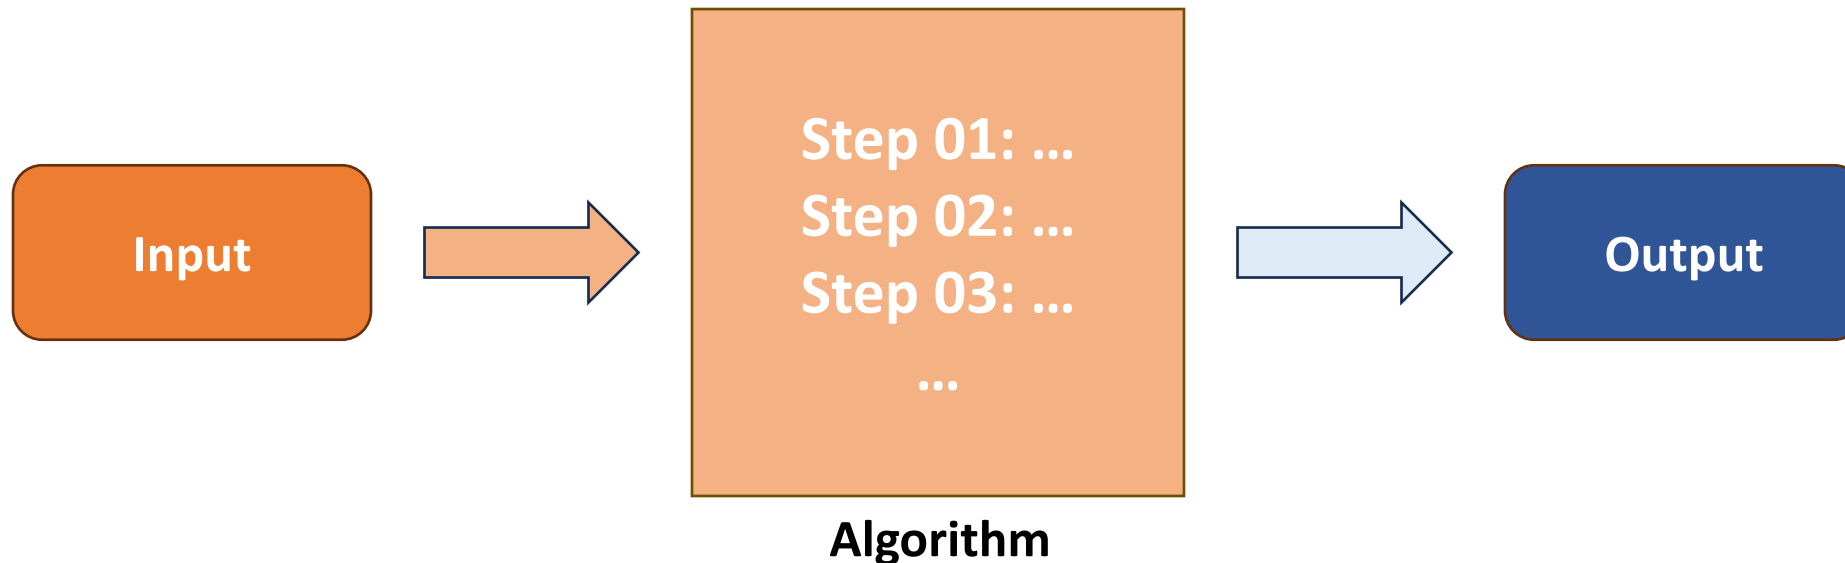 Input
Step 01: ...
Step 02: ...
Step 03: ...
...
Algorithm
Output